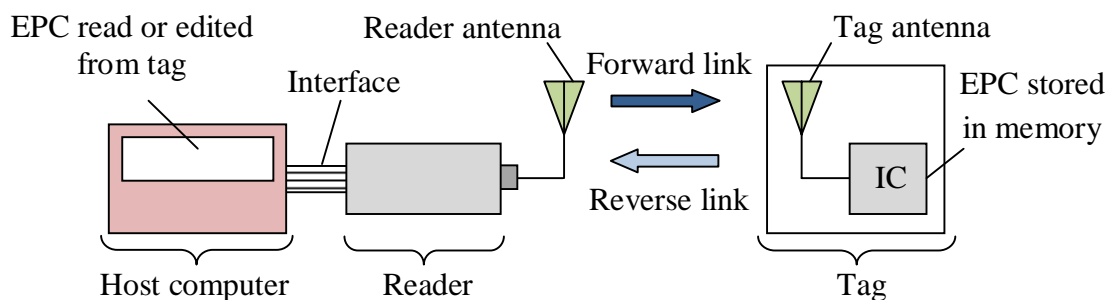 EPC read or edited
from tag
Interface
Reader antenna
Forward link
Reverse link
Tag antenna
EPC stored
in memory
IC
Host computer
Reader
Tag